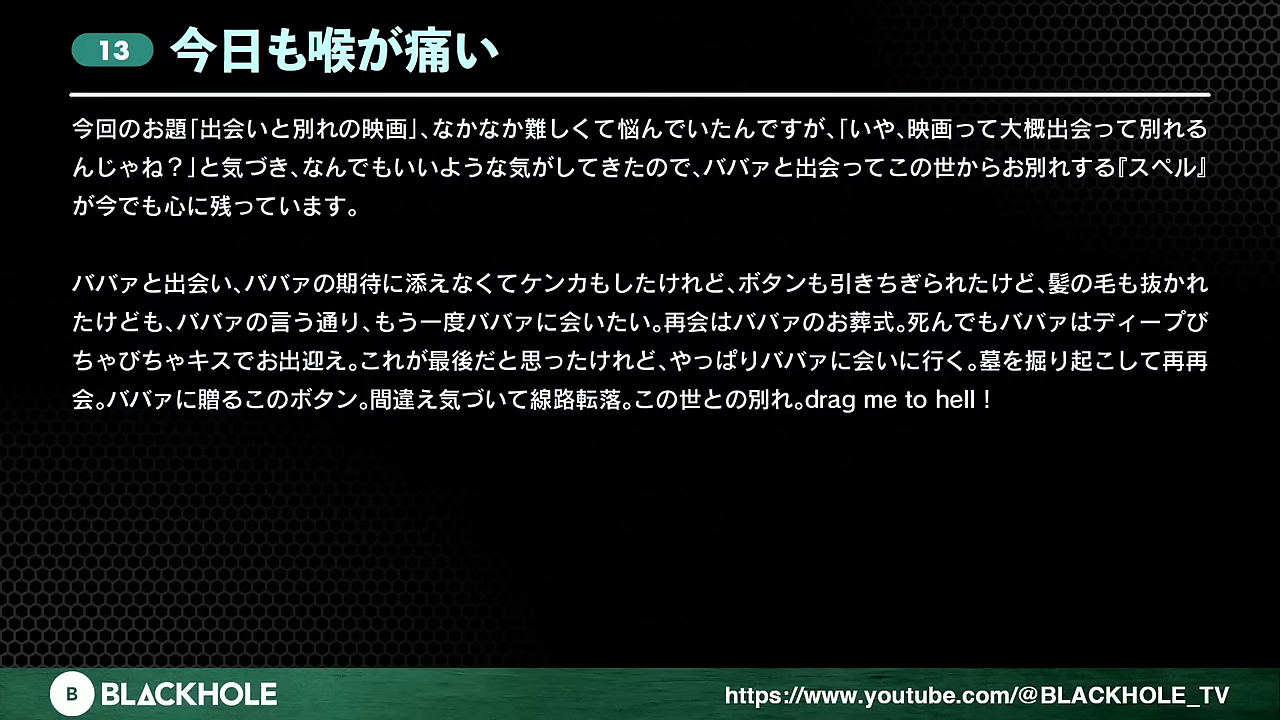 13 今日も喉が痛い
今回のお題「出会いと別れの映画」、なかなか難しくて悩んでいたんですが、「いや、映画って大概出会って別れる
んじゃね？」と気づき、なんでもいいような気がしてきたので、ババァと出会ってこの世からお別れする『スペル』
が今でも心に残っています。
ババァと出会い、ババァの期待に添えなくてケンカもしたけれど、ボタンも引きちぎられたけど、髪の毛も抜かれ
たけども、ババァの言う通り、もう一度ババァに会いたい。再会はババァのお葬式。死んでもババァはディープび
ちゃびちゃキスでお出迎え。これが最後だと思ったけれど、やっぱりババァに会いに行く。墓を掘り起こして再再
会。ババァに贈るこのボタン。間違え気づいて線路転落。この世との別れ。drag me to hell！
B BLACKHOLE
https://www.youtube.com/@BLACKHOLE_TV